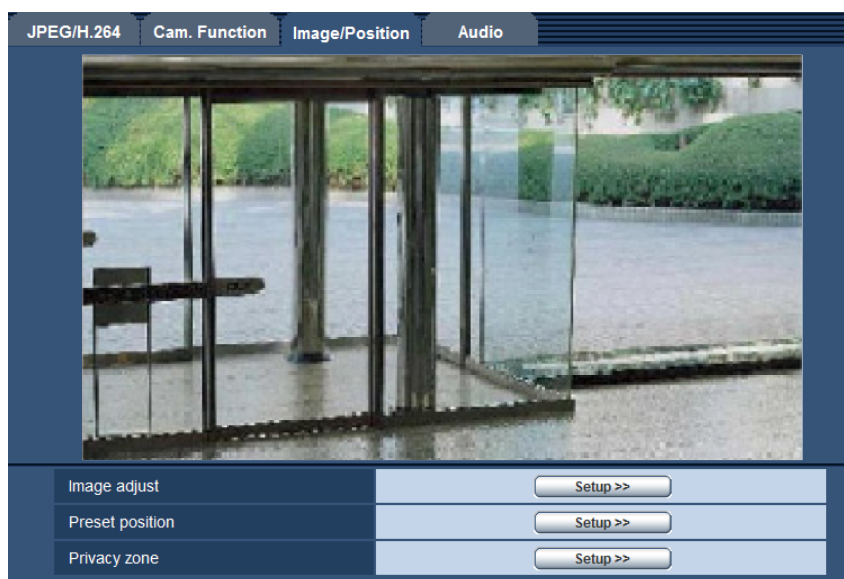 JPEG/H.264 Cam. Function Image/Position Audio
Image adjust Setup >>
Preset position Setup >>
Privacy zone Setup >>